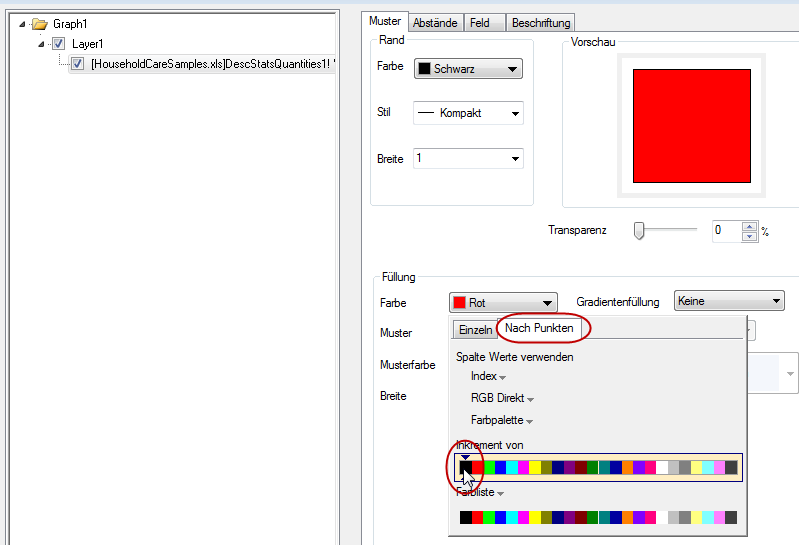 Graph1
Layer1
[HouseholdCareSamples.xls]DescStatsQuantities1!
Muster Abstände Feld Beschriftung
Rand
Farbe Schwarz
Stil Kompakt
Breite 1
Vorschau
Transparenz 0 %
Füllung
Farbe Rot Gradientenfüllung Keine
Muster
Musterfarbe
Breite
Einzeln Nach Punkten
Spalte Werte verwenden
Index
RGB Direkt
Farbpalette
Inkrement von
Farbliste